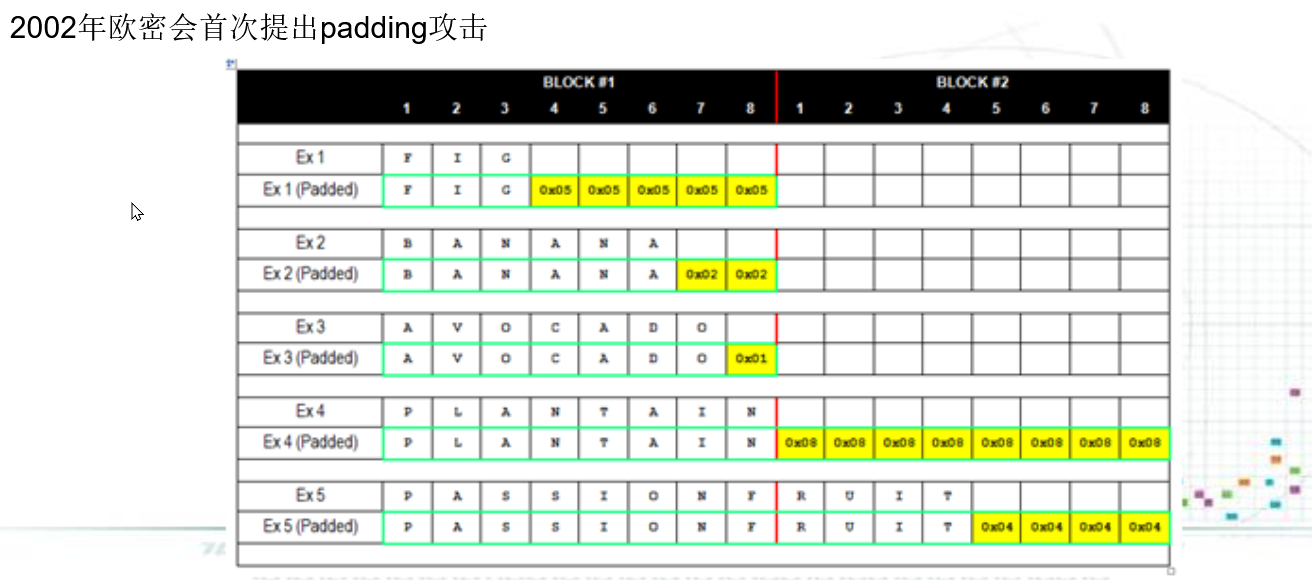 2002年欧密会首次提出padding攻击
BLOCK #1 BLOCK #2
1 2 3 4 5 6 7 8 1 2 3 4 5 6 7 8
Ex 1 F I G
Ex 1 (Padded) F I G 0x05 0x05 0x05 0x05 0x05
Ex 2 B A N A N A
Ex 2 (Padded) B A N A N A 0x02 0x02
Ex 3 A V O C A D O
Ex 3 (Padded) A V O C A D O 0x01
Ex 4 P L A N T A I N
Ex 4 (Padded) P L A N T A I N 0x08 0x08 0x08 0x08 0x08 0x08 0x08 0x08
Ex 5 P A S S I O N F R U I T
Ex 5 (Padded) P A S S I O N F R U I T 0x04 0x04 0x04 0x04